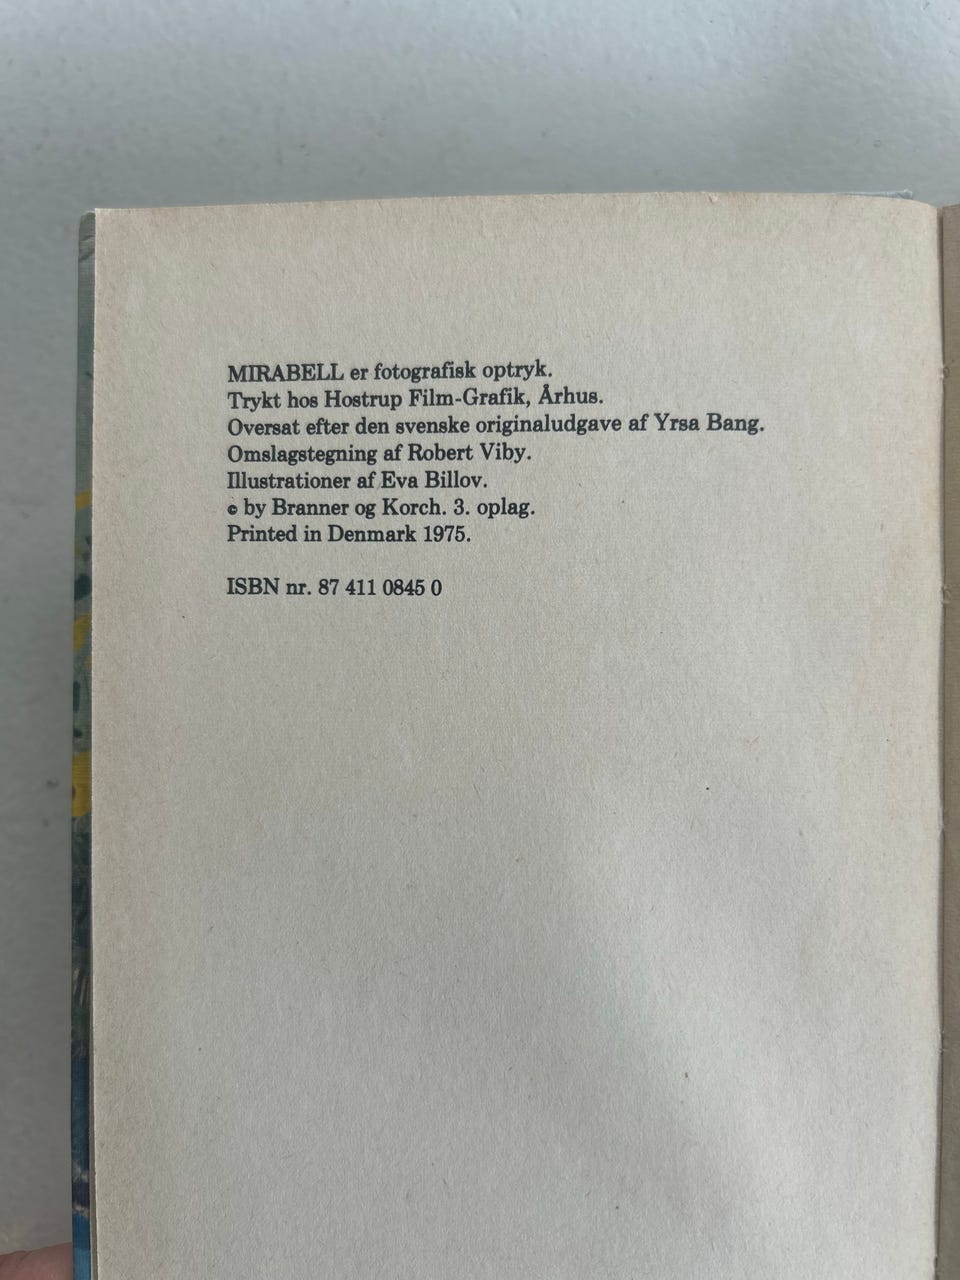 MIRABELL er fotografisk optryk.
Trykt hos Hostrup Film-Grafik, Århus.
Oversat efter den svenske originaludgave af Yrsa Bang.
Omslagstegning af Robert Viby.
Illustrationer af Eva Billov.
© by Branner og Korch. 3. oplag.
Printed in Denmark 1975.
ISBN nr. 87 411 0845 0